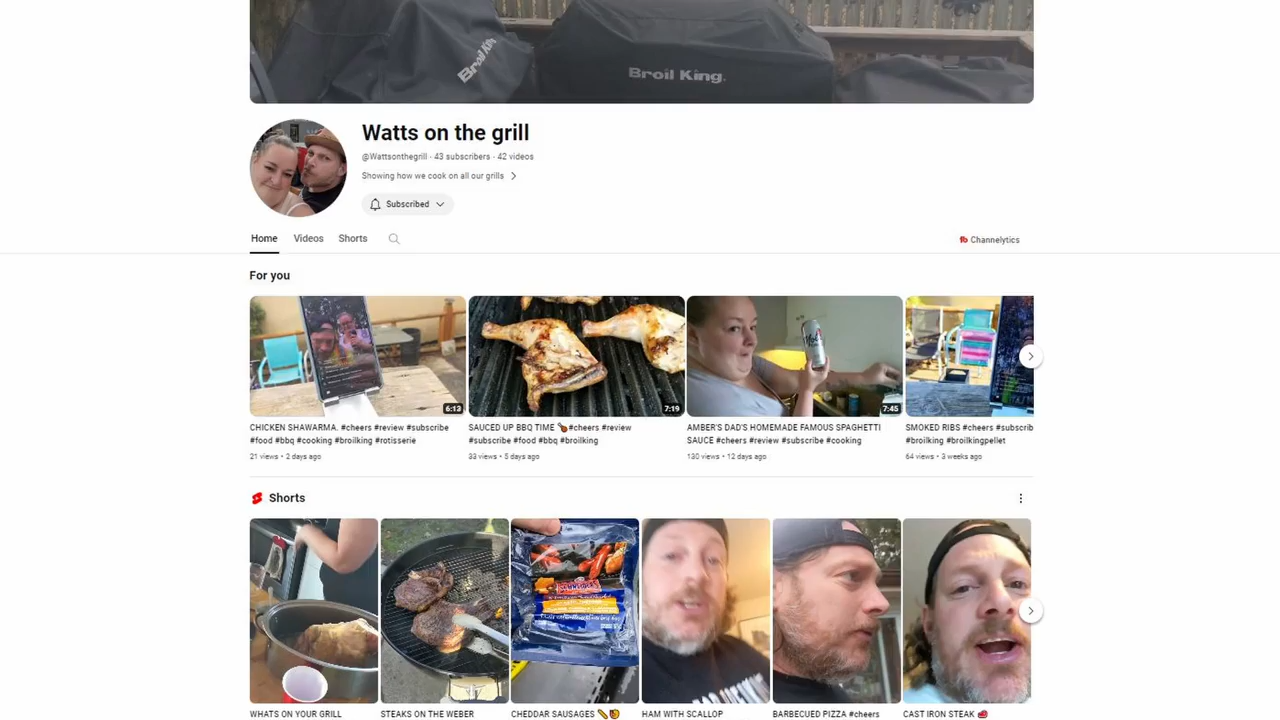 Broil Kin
Broil King.
Watts on the grill
@Wattsonthegrill · 43 subscribers · 42 videos
Showing how we cook on all our grills
Subscribed
Home Videos Shorts
Channelytics
For you
6:13
7:19
7:45
CHICKEN SHAWARMA. #cheers #review #subscribe
#food #bbq #cooking #broilking #rotisserie
21 views • 2 days ago
SAUCED UP BBQ TIME 🍗#cheers #review
#subscribe #food #bbq #broilking
33 views • 5 days ago
AMBER'S DAD'S HOMEMADE FAMOUS SPAGHETTI
SAUCE #cheers #review #subscribe #cooking
130 views • 12 days ago
SMOKED RIBS #cheers #subscrib
#broilking #broilkingpellet
64 views • 3 weeks ago
Shorts
SCHNEIDERS
WHATS ON YOUR GRILL
STEAKS ON THE WEBER
CHEDDAR SAUSAGES
HAM WITH SCALLOP
BARBECUED PIZZA #cheers
CAST IRON STEAK 🥩